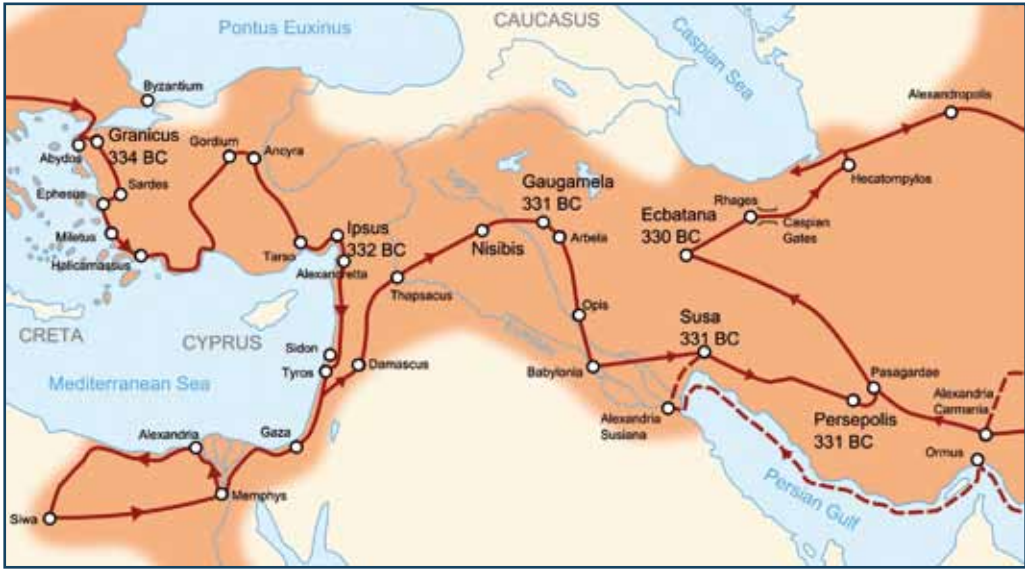 Pontus Euxinus
CAUCASUS
Caspian Sea
Byzantium
Alexandropolis
Granicus
334 BC
Abydos
Gordium
Ancyra
Hecatompylos
Sardes
Ephesus
Gaugamela
331 BC
Rhages
Caspian
Gates
Ecbatana
330 BC
Miletus
Halicarnassus
Ipsus
332 BC
Tarso
Alexandretta
Nisibis
Arbela
Thapsacus
Opis
CRETA
CYPRUS
Susa
331 BC
Sidon
Tyros
Damascus
Babylonia
Pasagardae
Mediterranean Sea
Alexandria
Carmania
Alexandria
Susiana
Persepolis
331 BC
Alexandria
Gaza
Ormus
Memphys
Siwa
Persian Gulf